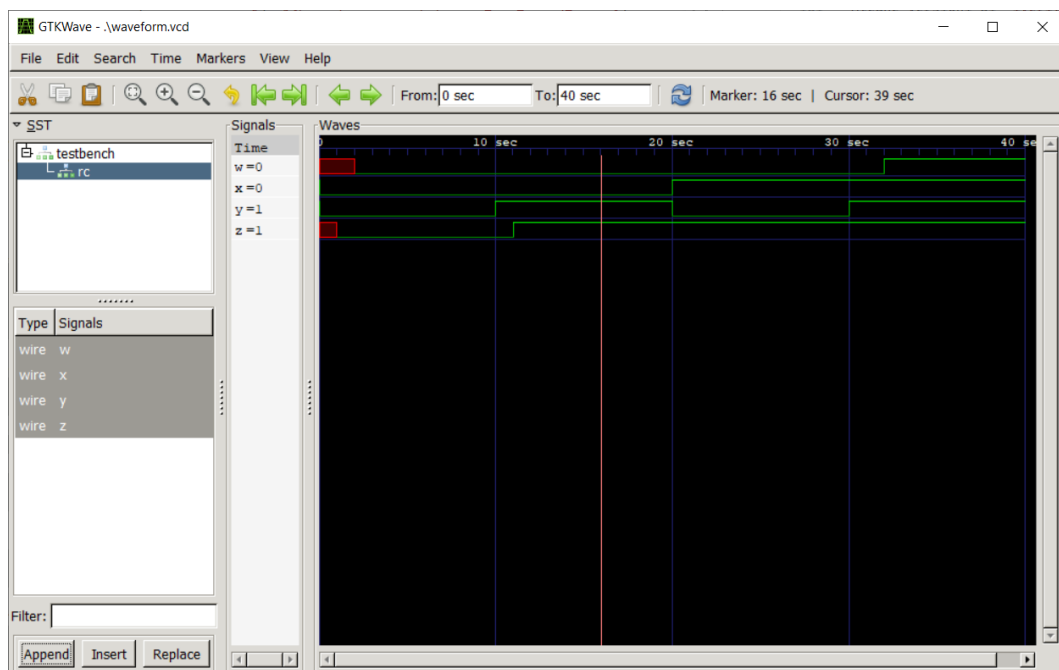 GTKWave - .\waveform.vcd
File Edit Search Time Markers View Help
From: 0 sec To: 40 sec Marker: 16 sec | Cursor: 39 sec
SST
testbench
rc
Type Signals
wire w
wire x
wire y
wire z
Filter:
Append Insert Replace
Signals
Time
w=0
x=0
y=1
z=1
Waves
10 sec 20 sec 30 sec 40 se